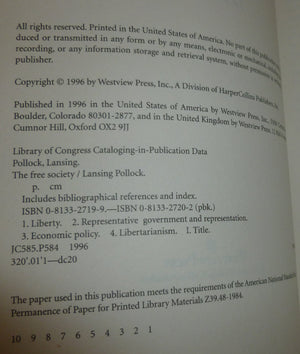 All rights reserved. Printed in the United States of America. No part of this publication
duced or transmitted in any form or by any means, electronic or mechanical,
recording, or any information storage and retrieval system, without permission in
publisher.
Copyright © 1996 by Westview Press, Inc., A Division of HarperCollins Publishers, Inc.
Published in 1996 in the United States of America by Westview Press, Inc., 5500
Boulder, Colorado 80301-2877, and in the United Kingdom by Westview Press, 12
Cumnor Hill, Oxford OX2 9JJ
Library of Congress Cataloging-in-Publication Data
Pollock, Lansing.
The free society / Lansing Pollock.
p. cm
Includes bibliographical references and index.
ISBN 0-8133-2719-9.—ISBN 0-8133-2720-2 (pbk.)
1. Liberty. 2. Representative government and representation.
3. Economic policy. 4. Libertarianism. I. Title.
JC585.P584 1996
320'.01'1—dc20
The paper used in this publication meets the requirements of the American National
Permanence of Paper for Printed Library Materials Z39.48-1984.
10 9 8 7 6 5 4 3 2 1